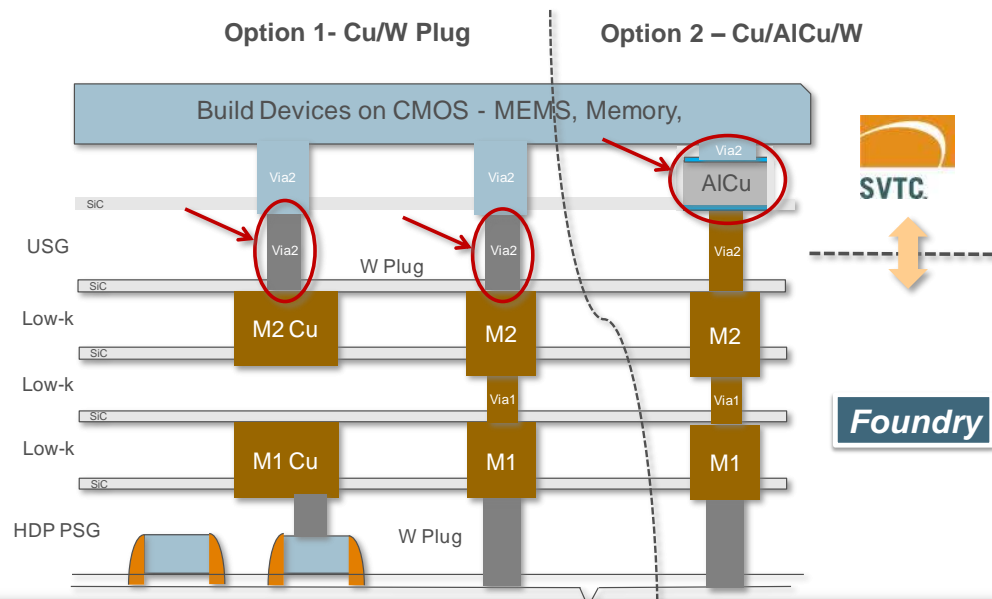 Option 1- Cu/W Plug
Option 2 – Cu/AlCu/W
Build Devices on CMOS - MEMS, Memory,
Via2
Via2
Via2
AlCu
SVTC.
SiC
USG
Via2
Via2
Via2
W Plug
SiC
Low-k
M2 Cu
M2
M2
SiC
Low-k
Via1
Via1
SiC
Foundry
Low-k
M1 Cu
M1
M1
SiC
HDP PSG
W Plug